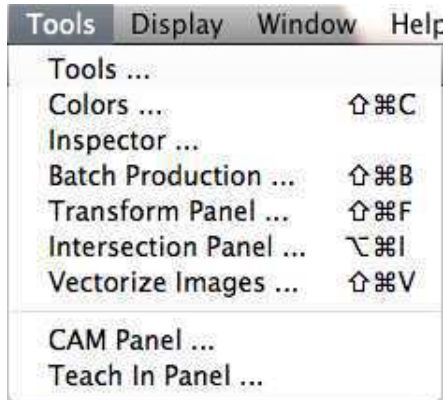 Tools Display Window Help
Tools ...
Colors ... ⇧⌘C
Inspector ...
Batch Production ... ⇧⌘B
Transform Panel ... ⇧⌘F
Intersection Panel ... ⌥⌘I
Vectorize Images ... ⇧⌘V
CAM Panel ...
Teach In Panel ...